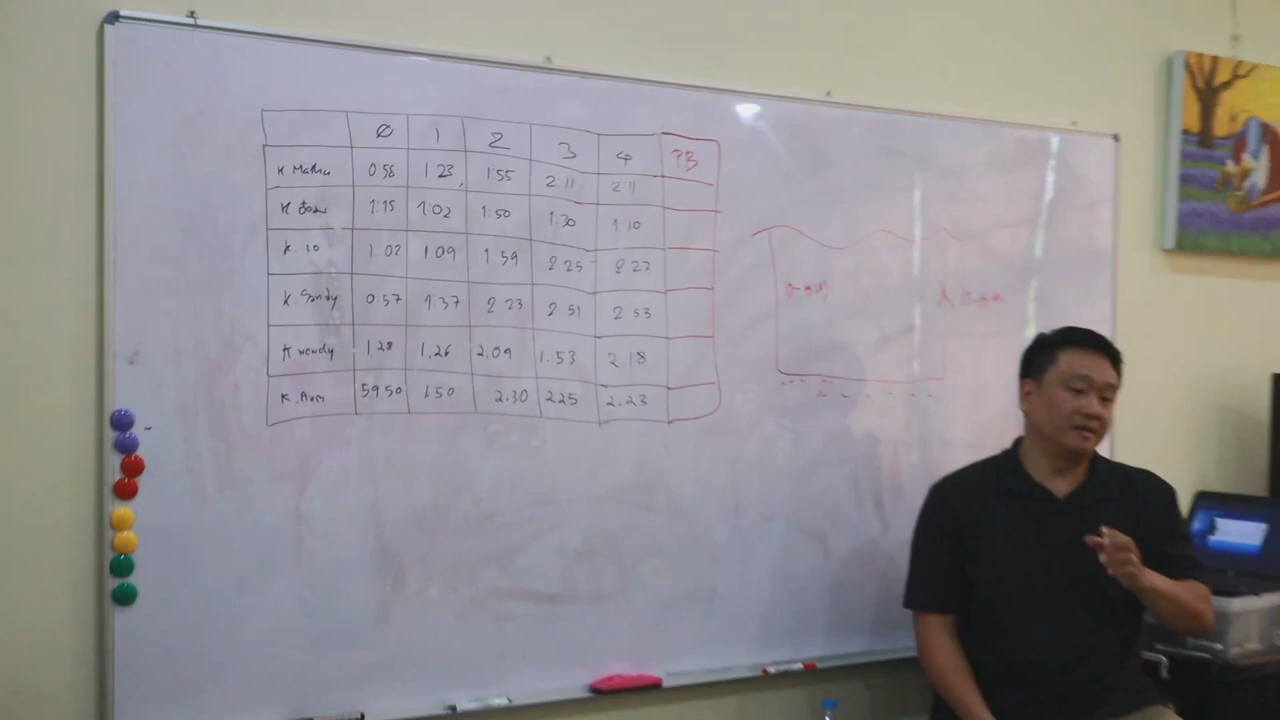 Ø 1 2 3 4 PB
0.58 1.23 1:55 2:11 2:11
1:15 1:02 1:50 1.30 1 10
K. 10 1.02 1.09 1.59 2 25 2 22
K. Sandy 0.57 1.37 2 23 2 51 2 53
K. wendy 1.28 1.26 2.09 1.53 2.18
59.50 1.50 2.30 2.25 2.23